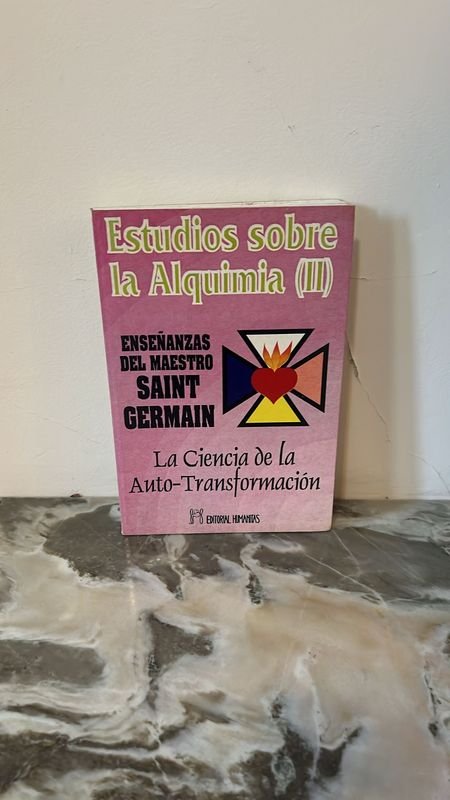 Estudios sobre
la Alquimia (II)
ENSEÑANZAS
DEL MAESTRO
SAINT
GERMAIN
La Ciencia de la
Auto-Transformación
EDITORIAL HUMANITAS